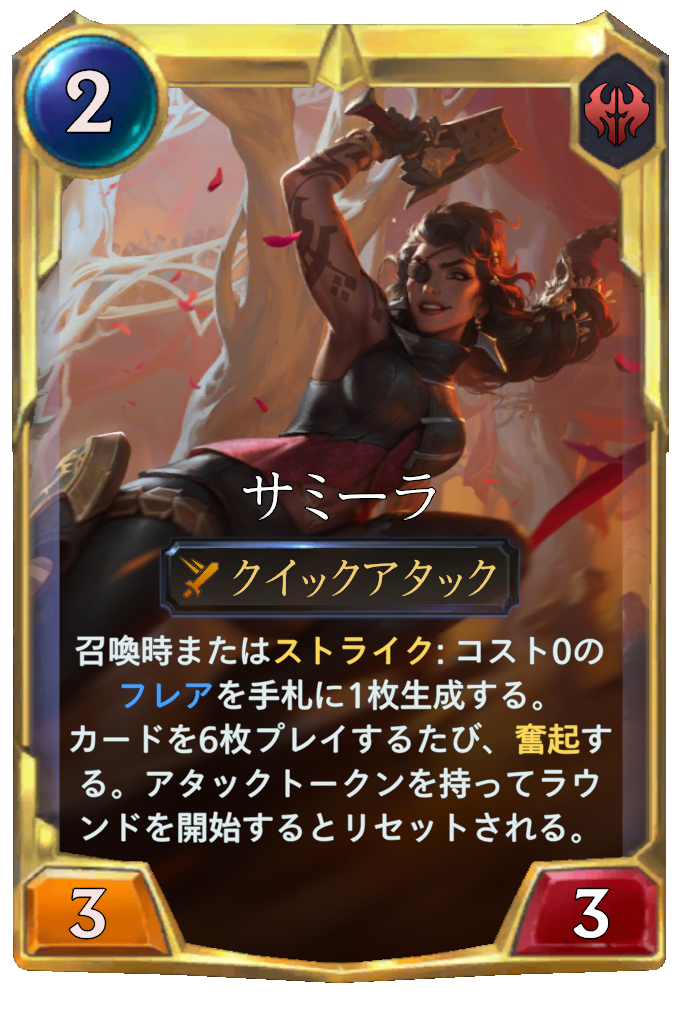 2
サミーラ
クイックアタック
召喚時またはストライク: コスト0の
フレアを手札に1枚生成する。
カードを6枚プレイするたび、奮起す
る。アタックトークンを持ってラウ
ンドを開始するとリセットされる。
3
3